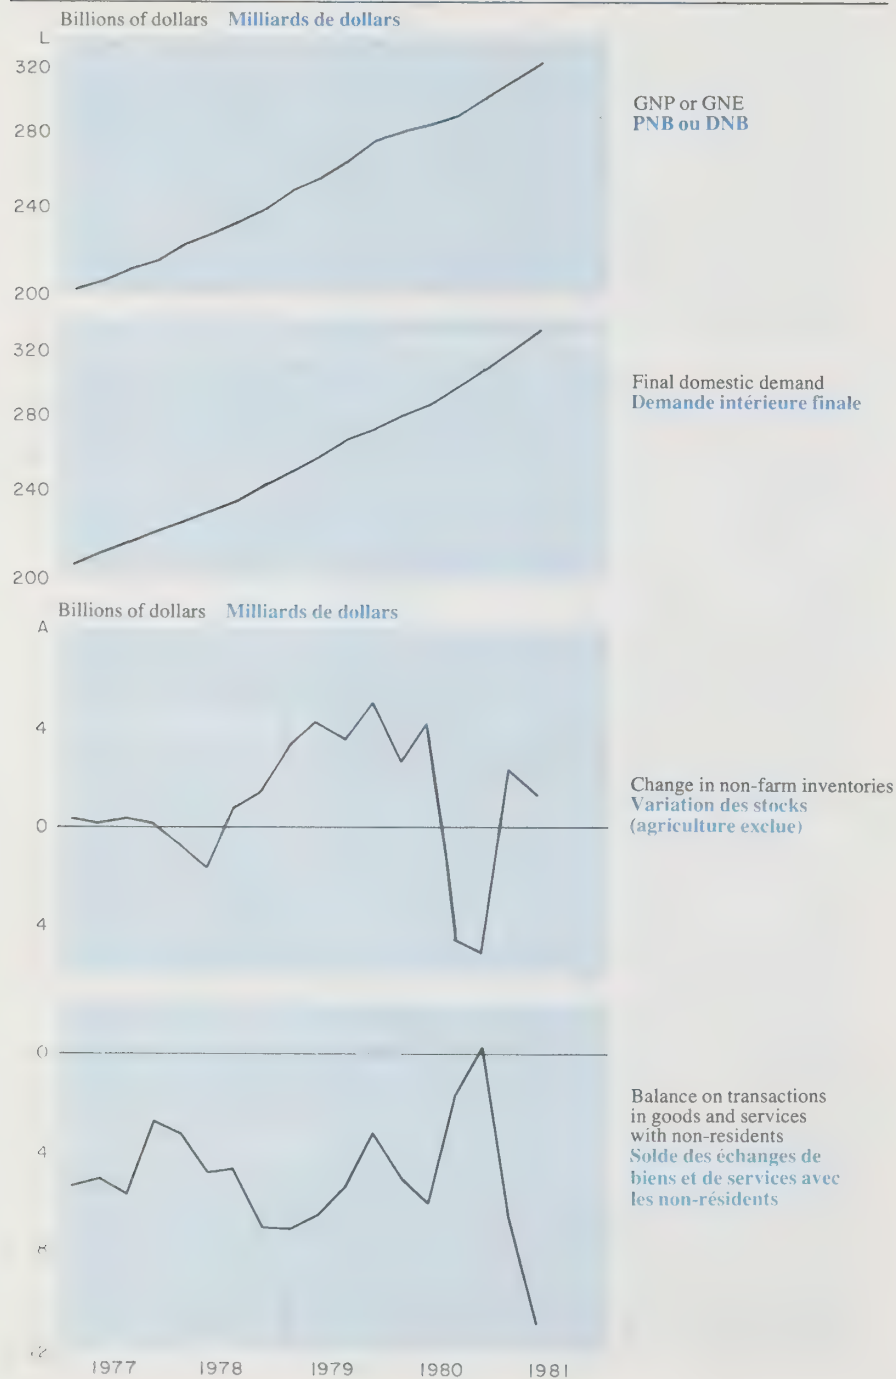 Billions of dollars Milliards de dollars
L
320
280
240
200
GNP or GNE
PNB ou DNB
320
280
240
200
Final domestic demand
Demande intérieure finale
Billions of dollars Milliards de dollars
A
4
0
4
Change in non-farm inventories
Variation des stocks
(agriculture exclue)
0
4
8
Balance on transactions
in goods and services
with non-residents
Solde des échanges de
biens et de services avec
les non-résidents
1977 1978 1979 1980 1981